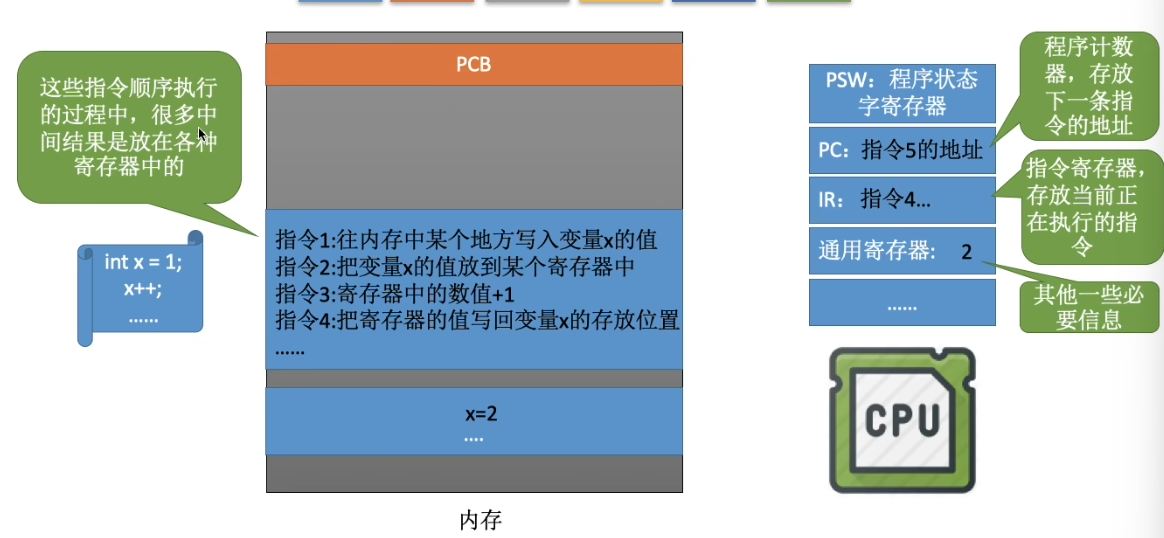 这些指令顺序执行
的过程中，很多中
间结果是放在各种
寄存器中的
int x = 1;
x++;
......
PCB
指令1:往内存中某个地方写入变量x的值
指令2:把变量x的值放到某个寄存器中
指令3:寄存器中的数值+1
指令4:把寄存器的值写回变量x的存放位置
......
x=2
....
内存
PSW：程序状态
字寄存器
PC：指令5的地址
IR：指令4...
通用寄存器: 2
......
程序计数
器，存放
下一条指
令的地址
指令寄存器，
存放当前正
在执行的指
令
其他一些必
要信息
CPU